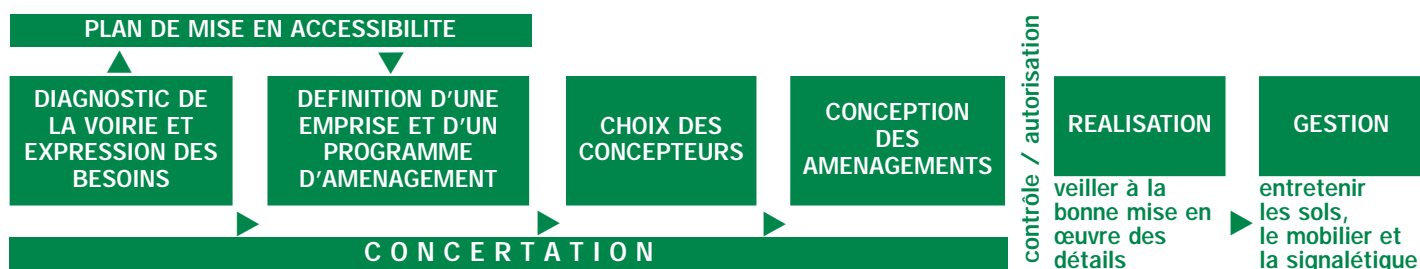 PLAN DE MISE EN ACCESSIBILITE
DIAGNOSTIC DE
LA VOIRIE ET
EXPRESSION DES
BESOINS
DEFINITION D'UNE
EMPRISE ET D'UN
PROGRAMME
D'AMENAGEMENT
CHOIX DES
CONCEPTEURS
CONCEPTION
DES
AMENAGEMENTS
CONCERTATION
contrôle / autorisation
REALISATION
veiller à la
bonne mise en
œuvre des
détails
GESTION
entretenir
les sols,
le mobilier et
la signalétique